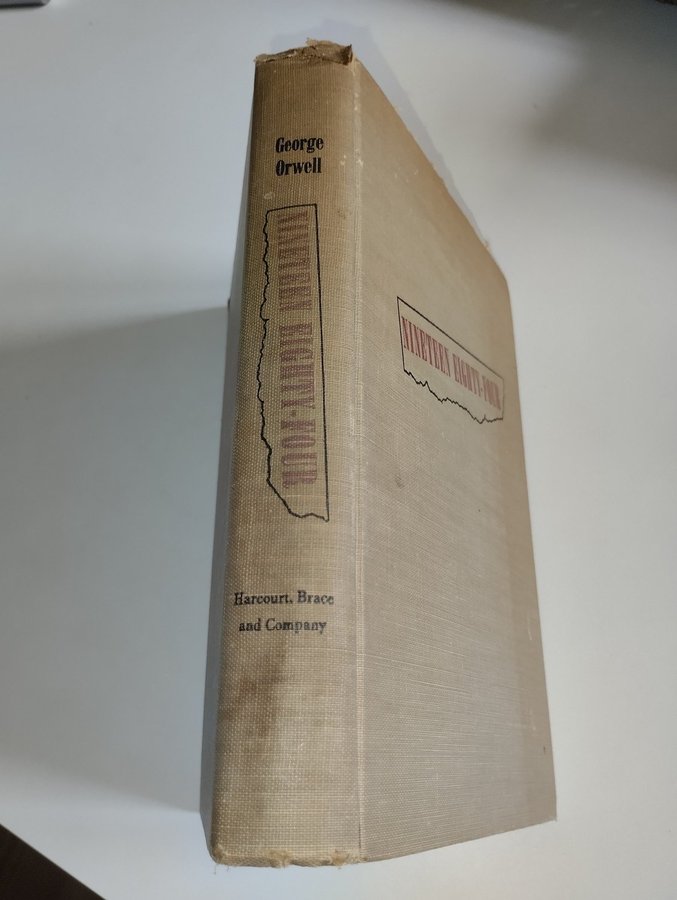 George
Orwell
NINETEEN EIGHTY-FOUR
Harcourt, Brace
and Company
NINETEEN EIGHTY-FOUR